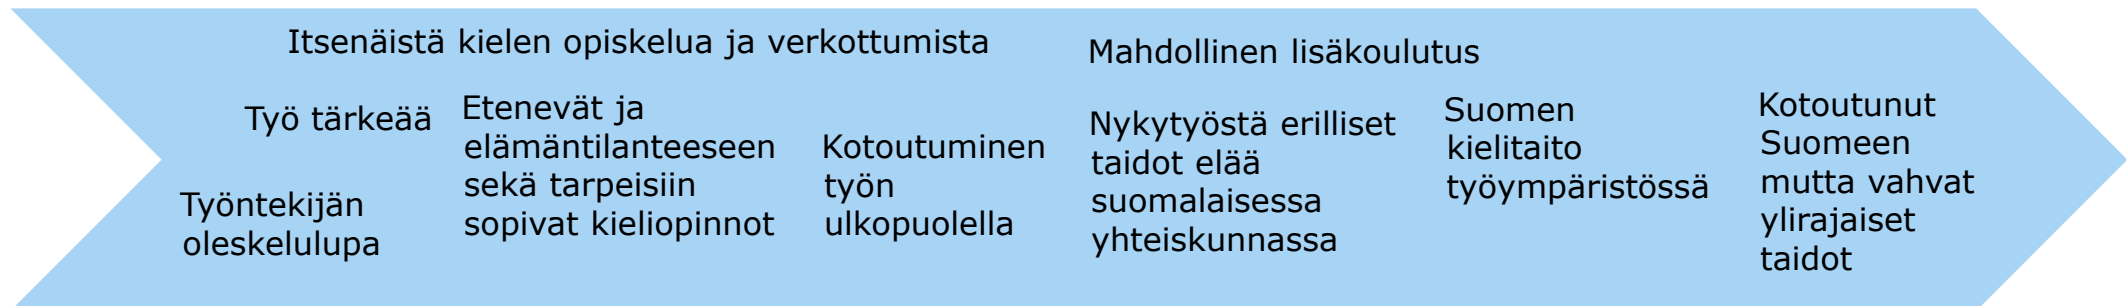 Itsenäistä kielen opiskelua ja verkottumista
Mahdollinen lisäkoulutus
Työ tärkeää
Työntekijän
oleskelulupa
Etenevät ja
elämäntilanteeseen
sekä tarpeisiin
sopivat kieliopinnot
Kotoutuminen
työn
ulkopuolella
Nykytyöstä erilliset
taidot elää
suomalaisessa
yhteiskunnassa
Suomen
kielitaito
työympäristössä
Kotoutunut
Suomeen
mutta vahvat
ylirajaiset
taidot